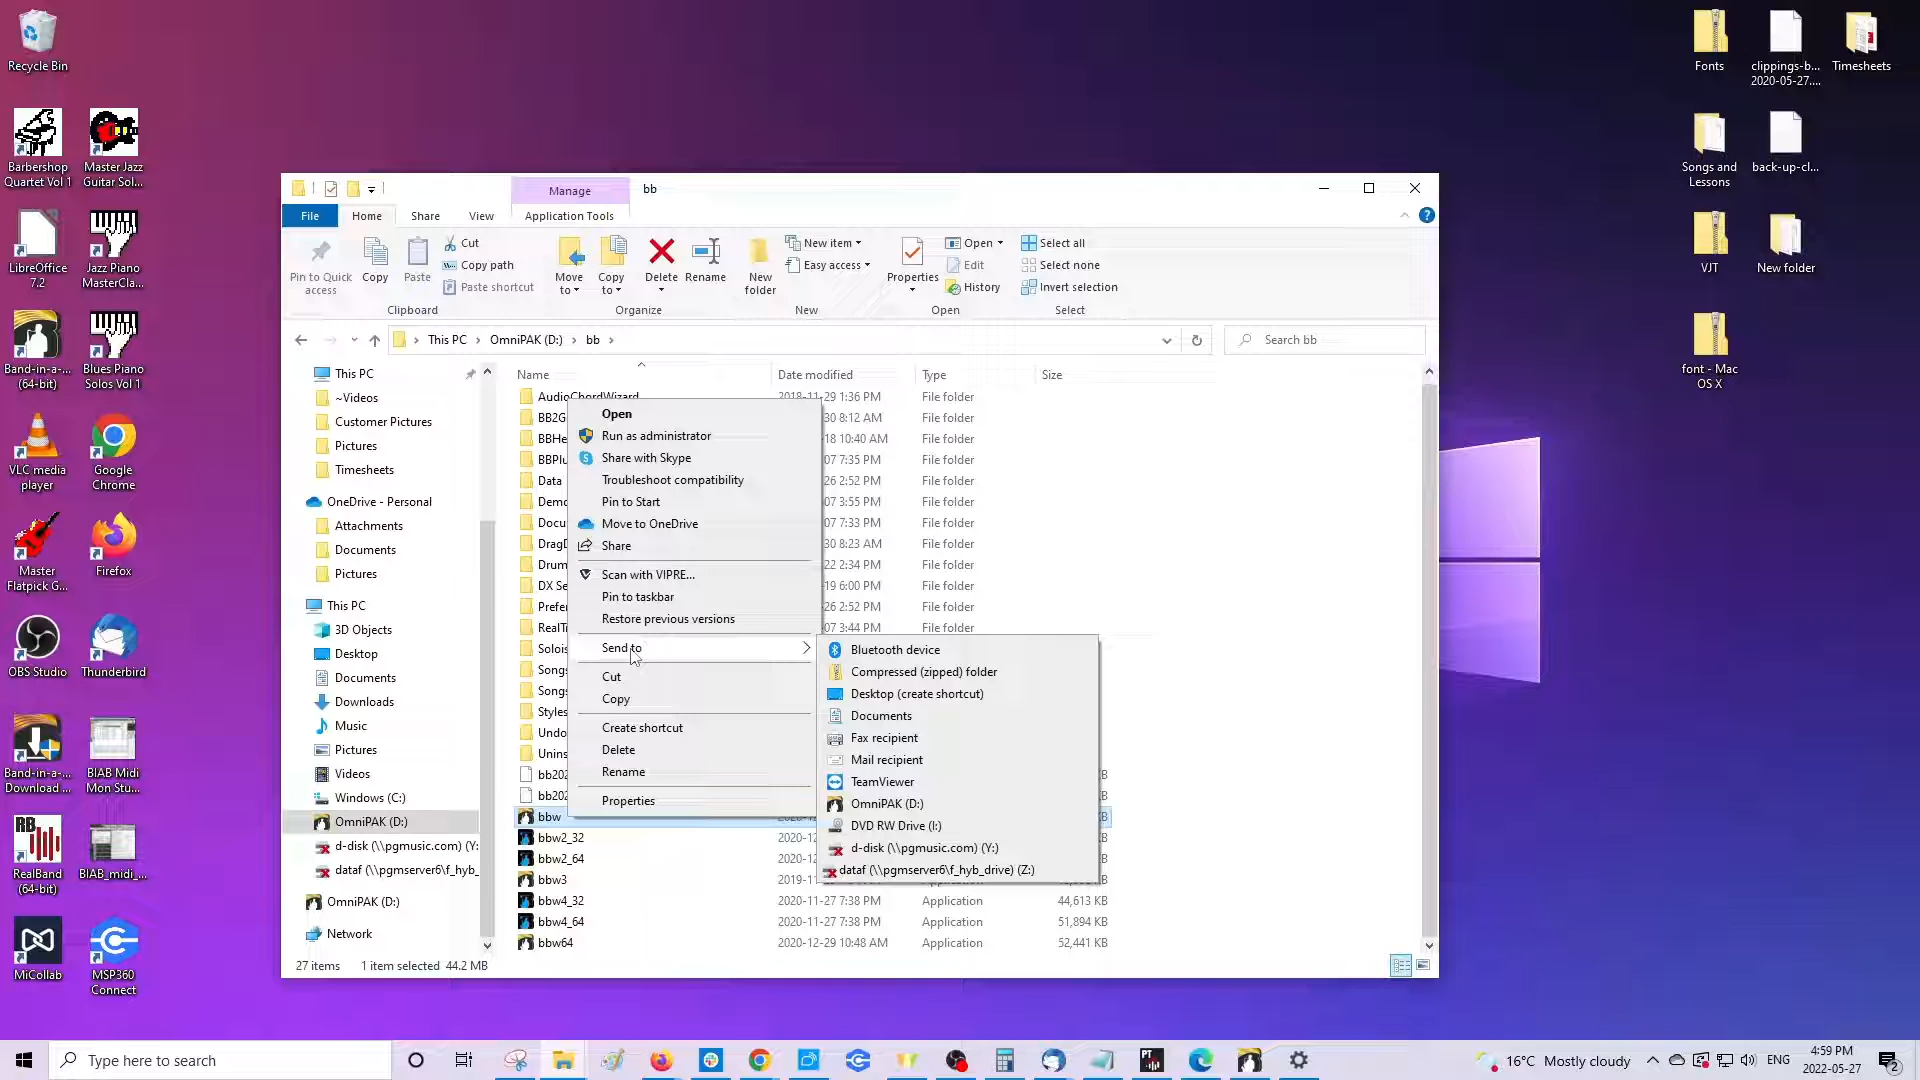 Recycle Bin
Barbershop
Quartet Vol 1
Master Jazz
Guitar Sol...
LibreOffice
7.2
Jazz Piano
MasterCla...
Band-in-a-...
(64-bit)
Blues Piano
Solos Vol 1
VLC media
player
Google
Chrome
Master
Flatpick G...
Firefox
OBS Studio
Thunderbird
Band-in-a-...
Download ...
BIAB Midi
Mon Stu...
RB
RealBand
(64-bit)
BIAB_midi_...
MiCollab
MSP360
Connect
Fonts
clippings-b...
2020-05-27....
Timesheets
Songs and
Lessons
back-up-cl...
VJT
New folder
font - Mac
OS X
Manage
bb
File
Home
Share
View
Application Tools
Pin to Quick
access
Copy
Paste
Cut
Copy path
Paste shortcut
Clipboard
Move
to
Copy
to
Delete
Rename
Organize
New
folder
New item
Easy access
New
Properties
Open
Edit
History
Open
Select all
Select none
Invert selection
Select
This PC
OmniPAK (D:)
bb
Search bb
This PC
~Videos
Customer Pictures
Pictures
Timesheets
OneDrive - Personal
Attachments
Documents
Pictures
This PC
3D Objects
Desktop
Documents
Downloads
Music
Pictures
Videos
Windows (C:)
OmniPAK (D:)
d-disk (\\pgmusic.com) (Y:
dataf (\\pgmserver6\f_hyb_
OmniPAK (D:)
Network
Name
Date modified
Type
Size
AudioChordWizard 2018-11-29 1:36 PM File folder
BB2G 30 8:12 AM File folder
BBHe 18 10:40 AM File folder
BBPlu 07 7:35 PM File folder
Data 26 2:52 PM File folder
Demo 07 3:55 PM File folder
Docu 07 7:33 PM File folder
DragD 30 8:23 AM File folder
Drum 22 2:34 PM File folder
DX Se 19 6:00 PM File folder
Prefer 26 2:52 PM File folder
RealTr 07 3:44 PM File folder
Solois
Songs
Songs
Styles
Undo
Unins
bb202 KB
bb202 KB
bbw KB
bbw2_32 2020-12
bbw2_64 2020-12
bbw3 2019-1
bbw4_32 2020-11-27 7:38 PM Application 44,613 KB
bbw4_64 2020-11-27 7:38 PM Application 51,894 KB
bbw64 2020-12-29 10:48 AM Application 52,441 KB
27 items 1 item selected 44.2 MB
Open
Run as administrator
Share with Skype
Troubleshoot compatibility
Pin to Start
Move to OneDrive
Share
Scan with VIPRE...
Pin to taskbar
Restore previous versions
Send to
Cut
Copy
Create shortcut
Delete
Rename
Properties
Bluetooth device
Compressed (zipped) folder
Desktop (create shortcut)
Documents
Fax recipient
Mail recipient
TeamViewer
OmniPAK (D:)
DVD RW Drive (I:)
d-disk (\\pgmusic.com) (Y:)
dataf (\\pgmserver6\f_hyb_drive) (Z:)
Type here to search
PT
16°C Mostly cloudy
ENG
4:59 PM
2022-05-27
2